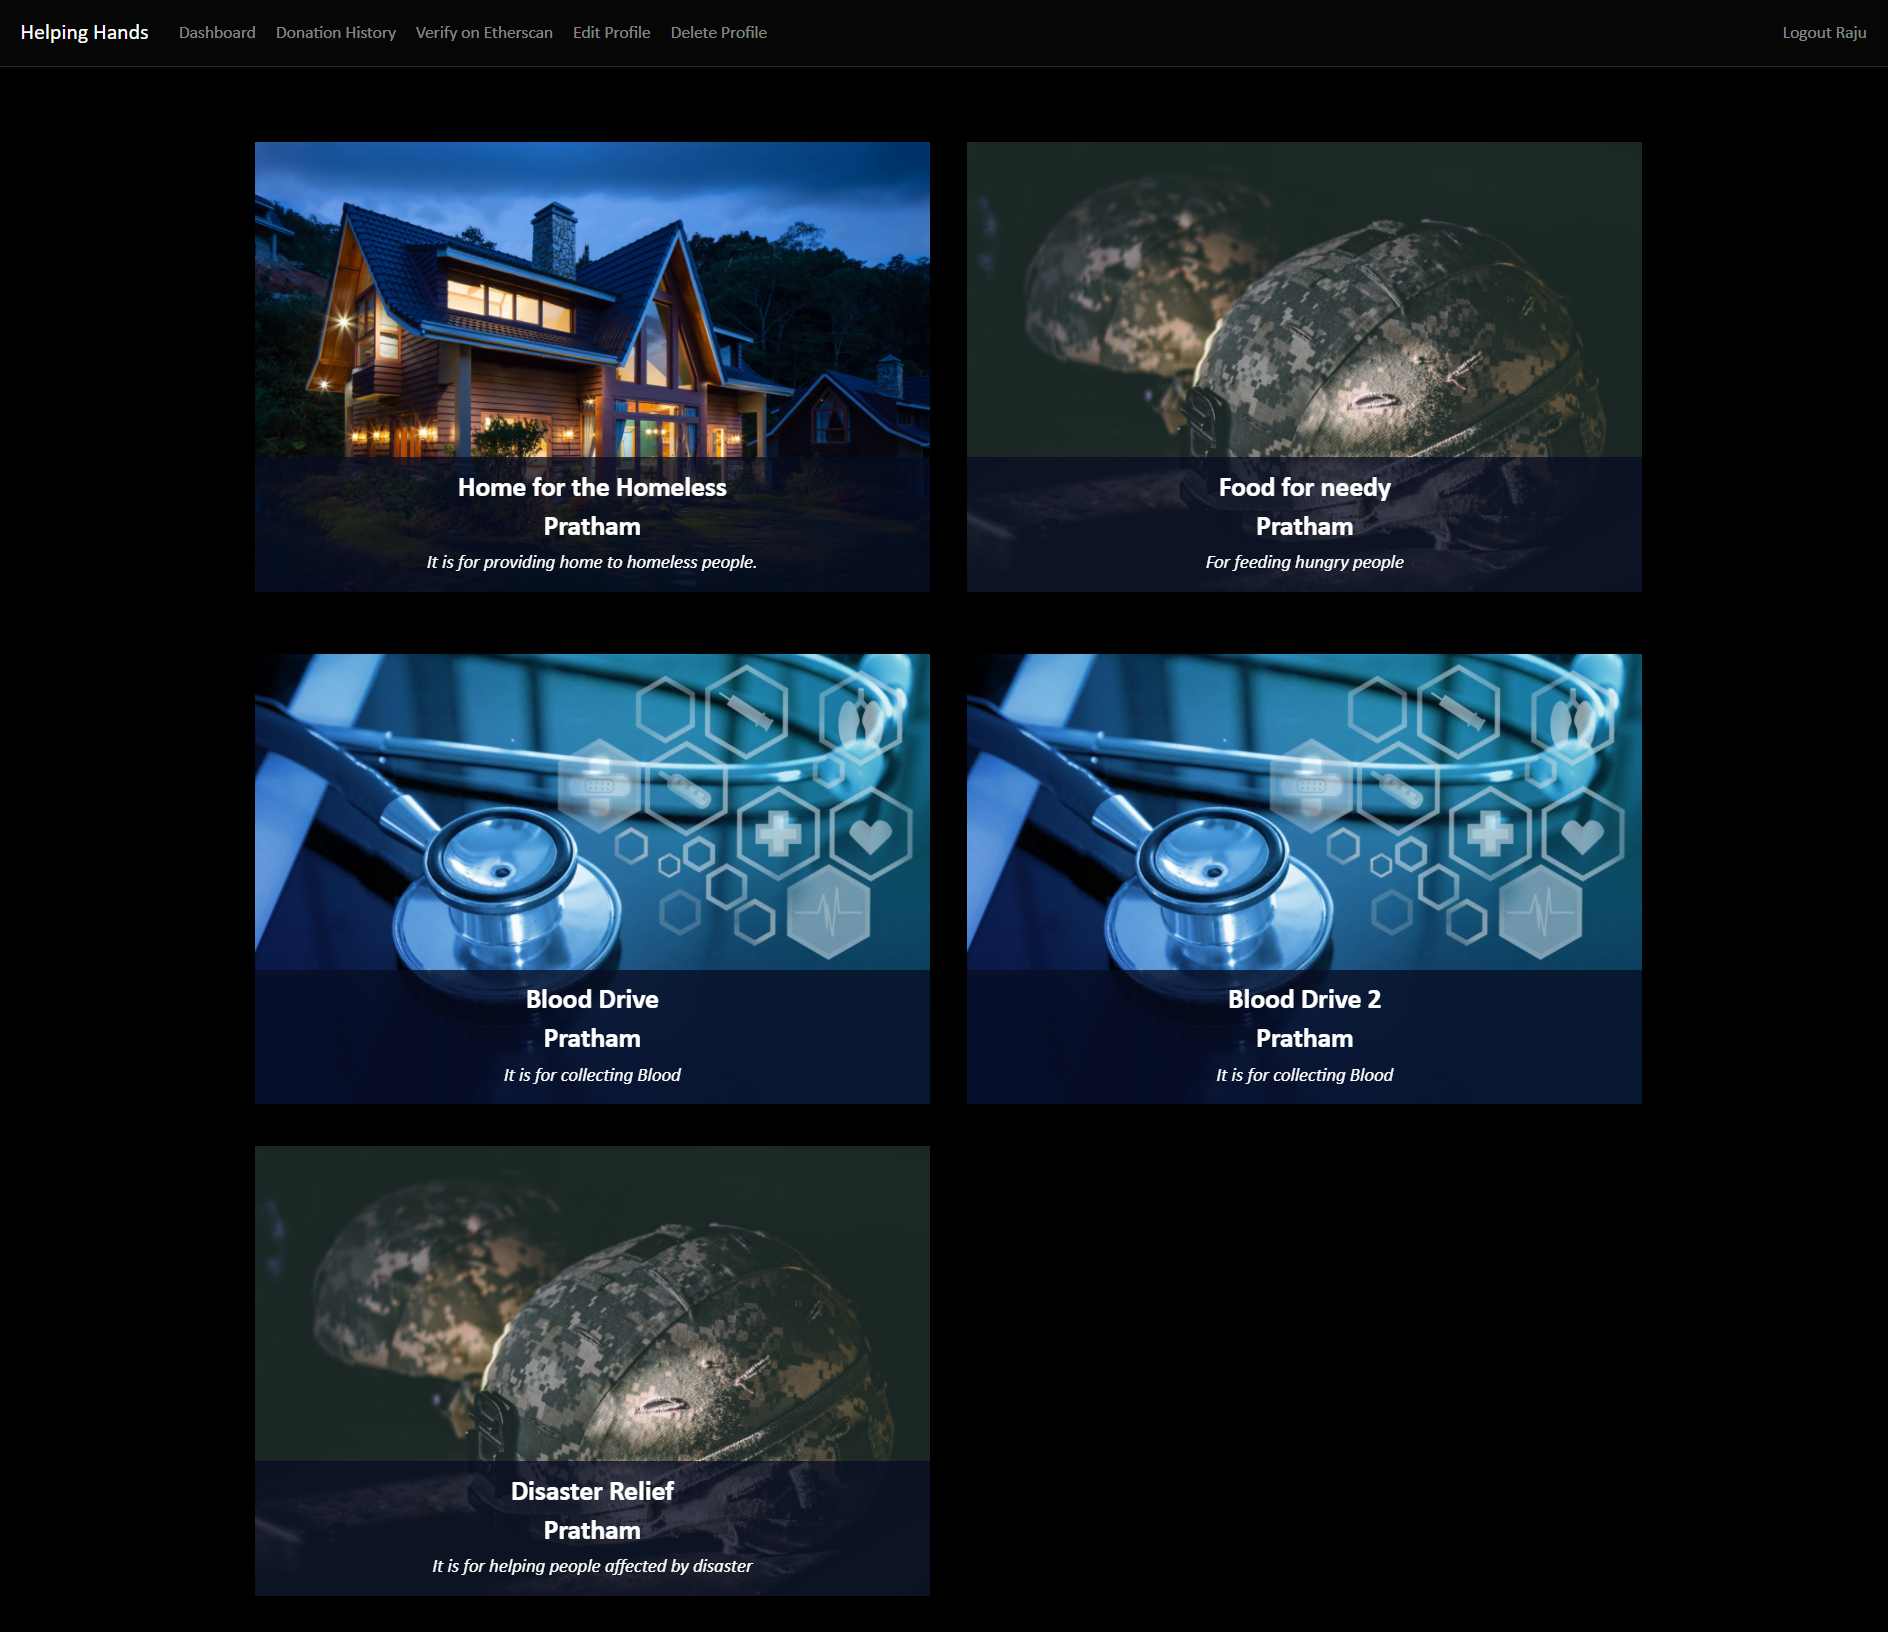 Helping Hands
Dashboard
Donation History
Verify on Etherscan
Edit Profile
Delete Profile
Logout Raju
Home for the Homeless
Pratham
It is for providing home to homeless people.
Food for needy
Pratham
For feeding hungry people
Blood Drive
Pratham
It is for collecting Blood
Blood Drive 2
Pratham
It is for collecting Blood
Disaster Relief
Pratham
It is for helping people affected by disaster